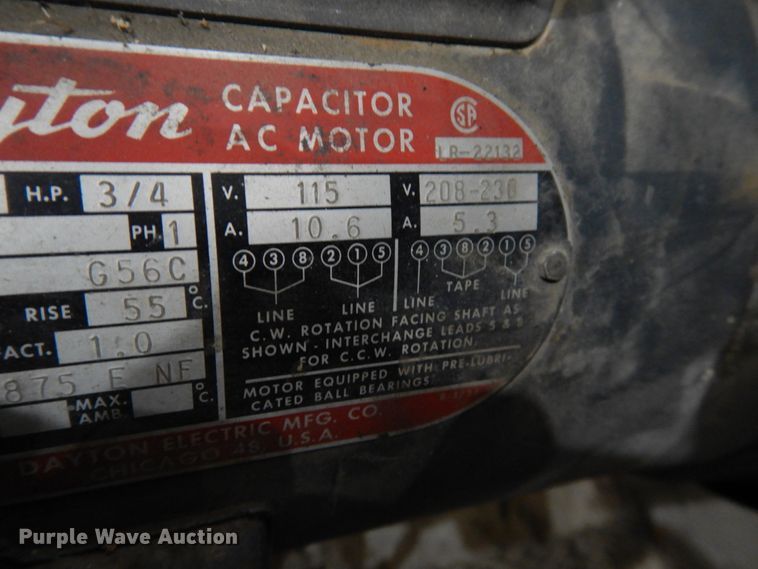 yton
CAPACITOR
AC MOTOR
SA
LR-22132
H.P. 3/4
V. 115
V. 208-230
PH. 1
A. 10.6
A. 5.3
G56C
4 3 8 2 1 5
4 3 8 2 1 5
TAPE
LINE LINE
LINE LINE
RISE 55 °C.
C.W. ROTATION FACING SHAFT AS
SHOWN - INTERCHANGE LEADS 5 & 8
FOR C.C.W. ROTATION.
FACT. 1.0
875 E NF
MOTOR EQUIPPED WITH PRE-LUBRI-
CATED BALL BEARINGS.
MAX.
AMB. °C
DAYTON ELECTRIC MFG. CO.
CHICAGO 48, U.S.A.
Purple Wave Auction